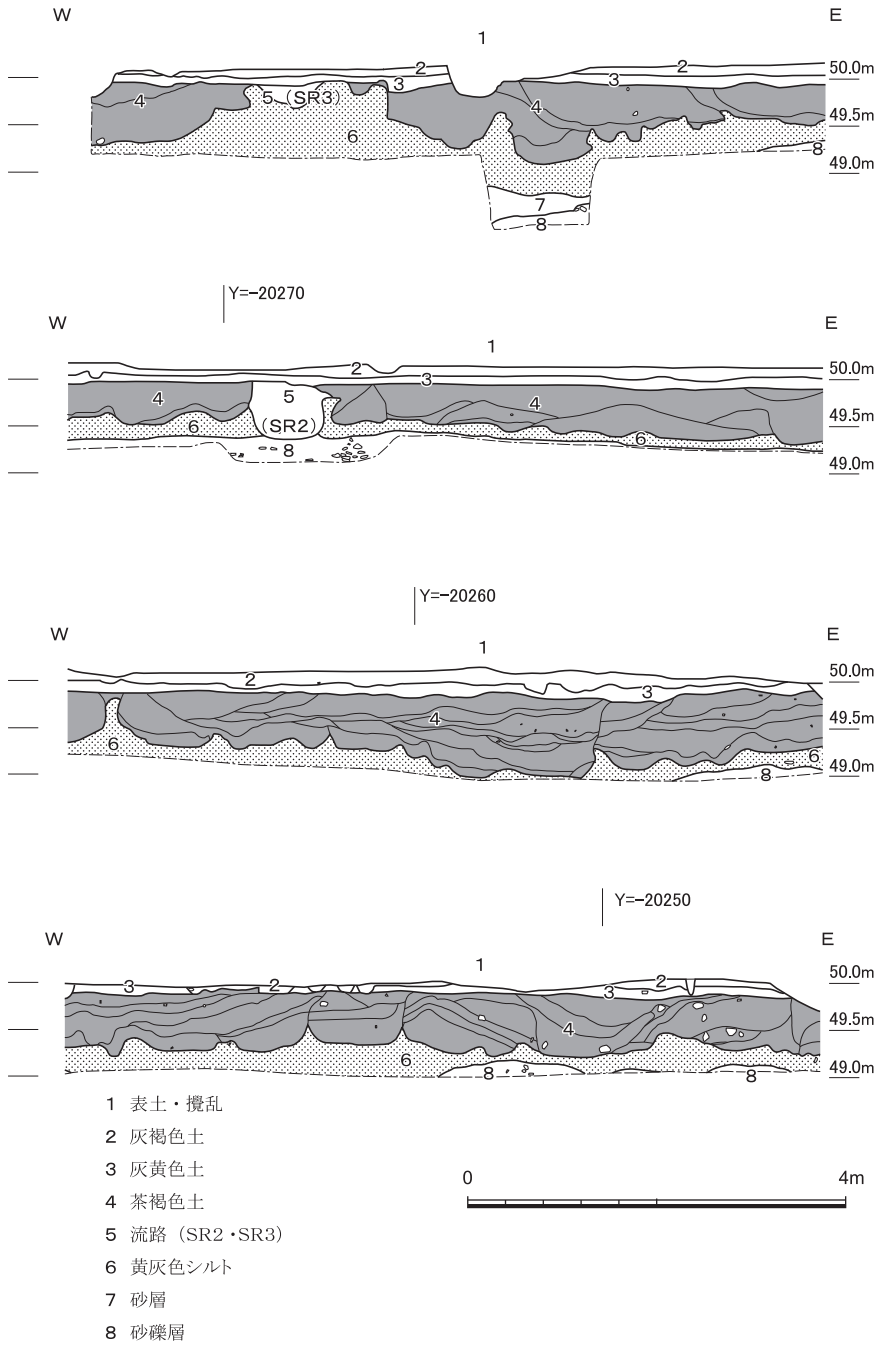 W E
1
2 2 50.0m
3 3
4 5 (SR3) 4
49.5m
6
8 49.0m
7
8
Y=-20270
W E
1
2 50.0m
3
4 5 4
(SR2) 49.5m
6 6
8 49.0m
Y=-20260
W E
1
2 50.0m
3
4 49.5m
6 6
8 49.0m
Y=-20250
W E
1
3 2 2 50.0m
3
4 49.5m
6
8 8 49.0m
1 表土・攪乱
2 灰褐色土
3 灰黄色土
4 茶褐色土
5 流路（SR2・SR3）
6 黄灰色シルト
7 砂層
8 砂礫層
0 4m